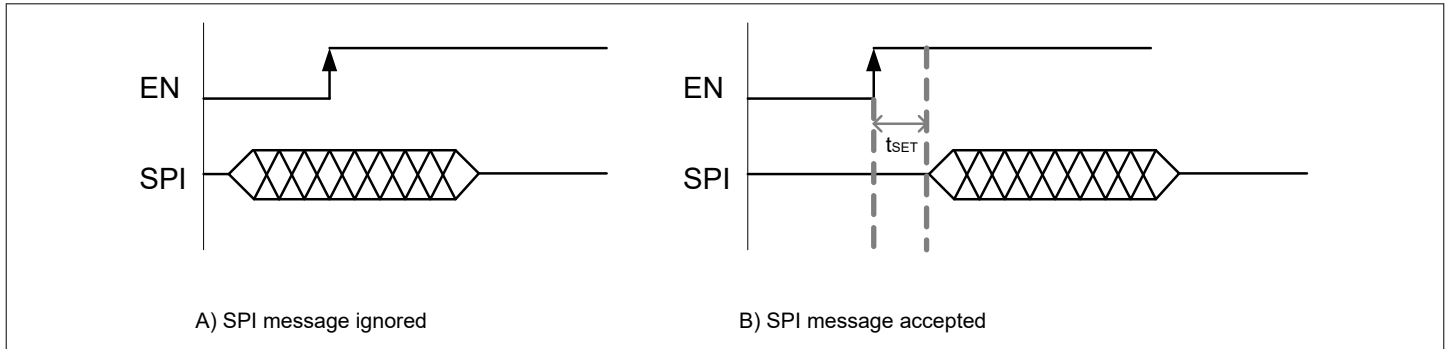 EN
SPI
A) SPI message ignored
EN
tSET
SPI
B) SPI message accepted